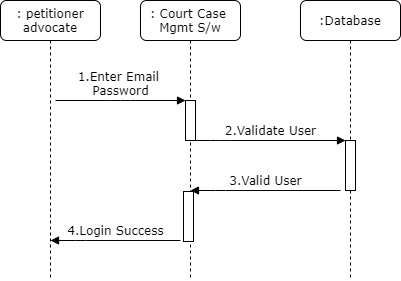 : petitioner
advocate
: Court Case
Mgmt S/w
:Database
1.Enter Email
Password
2.Validate User
3.Valid User
4.Login Success